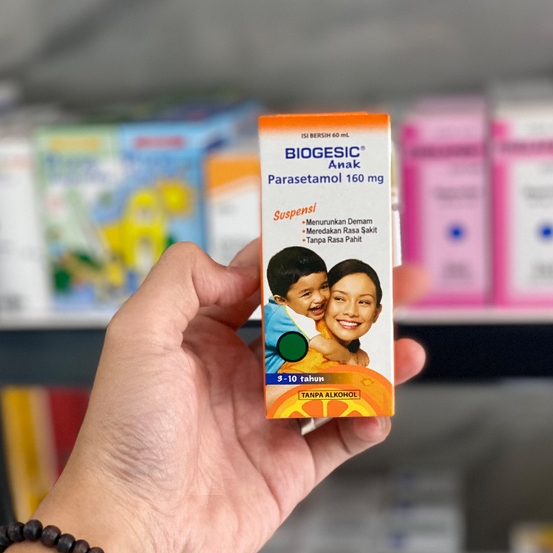 ISI BERSIH 60 mL
BIOGESIC®
Anak
Parasetamol 160 mg
Suspensi
• Menurunkan Demam
• Meredakan Rasa Sakit
• Tanpa Rasa Pahit
3-10 tahun
TANPA ALKOHOL